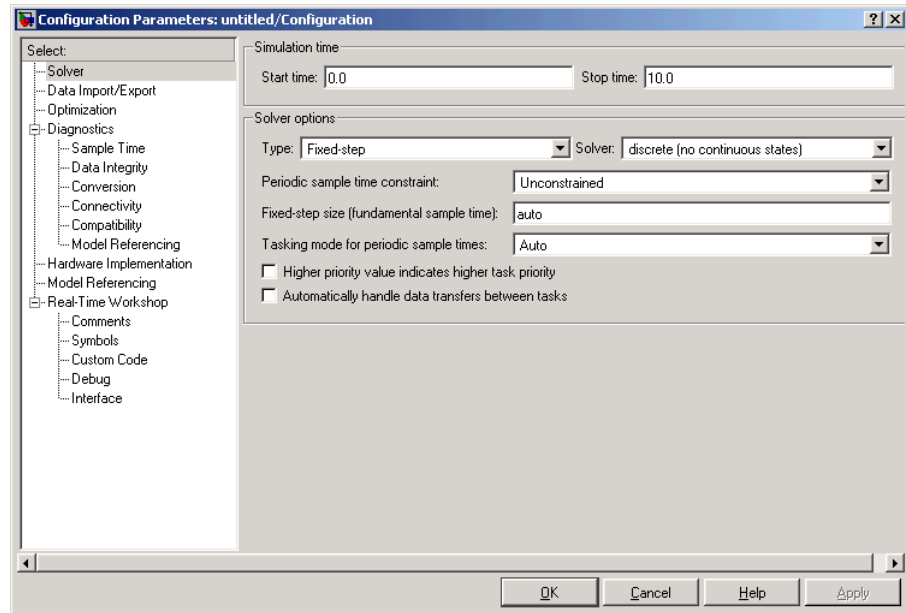 Configuration Parameters: untitled/Configuration
Select:
Solver
Data Import/Export
Optimization
Diagnostics
Sample Time
Data Integrity
Conversion
Connectivity
Compatibility
Model Referencing
Hardware Implementation
Model Referencing
Real-Time Workshop
Comments
Symbols
Custom Code
Debug
Interface
Simulation time
Start time: 0.0 Stop time: 10.0
Solver options
Type: Fixed-step Solver: discrete (no continuous states)
Periodic sample time constraint: Unconstrained
Fixed-step size (fundamental sample time): auto
Tasking mode for periodic sample times: Auto
Higher priority value indicates higher task priority
Automatically handle data transfers between tasks
OK Cancel Help Apply